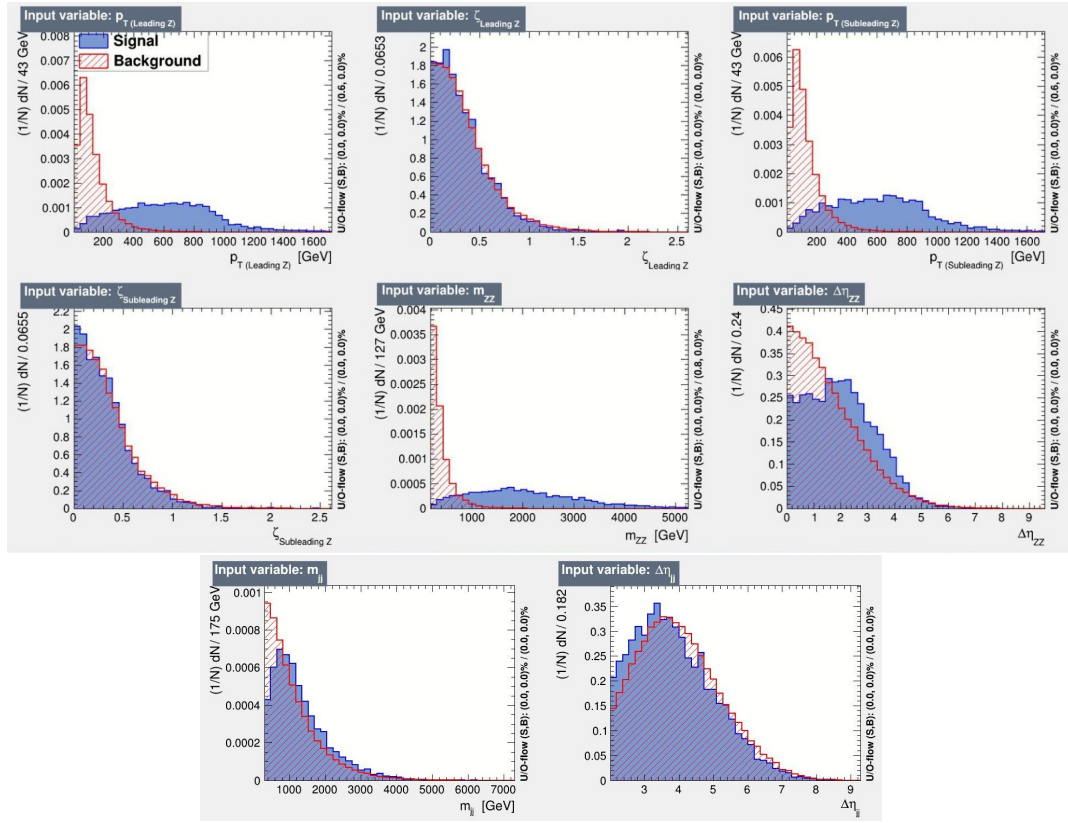 Input variable: p_T (Leading Z)
Signal
Background
(1/N) dN / 43 GeV
0.008
0.007
0.006
0.005
0.004
0.003
0.002
0.001
0
200 400 600 800 1000 1200 1400 1600
p_T (Leading Z) [GeV]
U/O-flow (S,B): (0.0, 0.0)% / (0.6, 0.0)%
Input variable: ζ_Leading Z
(1/N) dN / 0.0653
2
1.8
1.6
1.4
1.2
1
0.8
0.6
0.4
0.2
0
0 0.5 1 1.5 2 2.5
ζ_Leading Z
U/O-flow (S,B): (0.0, 0.0)% / (0.0, 0.0)%
Input variable: p_T (Subleading Z)
(1/N) dN / 43 GeV
0.007
0.006
0.005
0.004
0.003
0.002
0.001
0
200 400 600 800 1000 1200 1400 1600
p_T (Subleading Z) [GeV]
U/O-flow (S,B): (0.0, 0.0)% / (0.6, 0.0)%
Input variable: ζ_Subleading Z
(1/N) dN / 0.0655
2.2
2
1.8
1.6
1.4
1.2
1
0.8
0.6
0.4
0.2
0
0 0.5 1 1.5 2 2.5
ζ_Subleading Z
U/O-flow (S,B): (0.0, 0.0)% / (0.0, 0.0)%
Input variable: m_ZZ
(1/N) dN / 127 GeV
0.004
0.0035
0.003
0.0025
0.002
0.0015
0.001
0.0005
0
1000 2000 3000 4000 5000
m_ZZ [GeV]
U/O-flow (S,B): (0.0, 0.0)% / (0.8, 0.0)%
Input variable: Δη_ZZ
(1/N) dN / 0.24
0.45
0.4
0.35
0.3
0.25
0.2
0.15
0.1
0.05
0
0 1 2 3 4 5 6 7 8 9
Δη_ZZ
U/O-flow (S,B): (0.0, 0.0)% / (0.0, 0.0)%
Input variable: m_jj
(1/N) dN / 175 GeV
0.001
0.0008
0.0006
0.0004
0.0002
0
1000 2000 3000 4000 5000 6000 7000
m_jj [GeV]
U/O-flow (S,B): (0.0, 0.0)% / (0.0, 0.0)%
Input variable: Δη_jj
(1/N) dN / 0.182
0.35
0.3
0.25
0.2
0.15
0.1
0.05
0
3 4 5 6 7 8 9
Δη_jj
U/O-flow (S,B): (0.0, 0.0)% / (0.0, 0.0)%